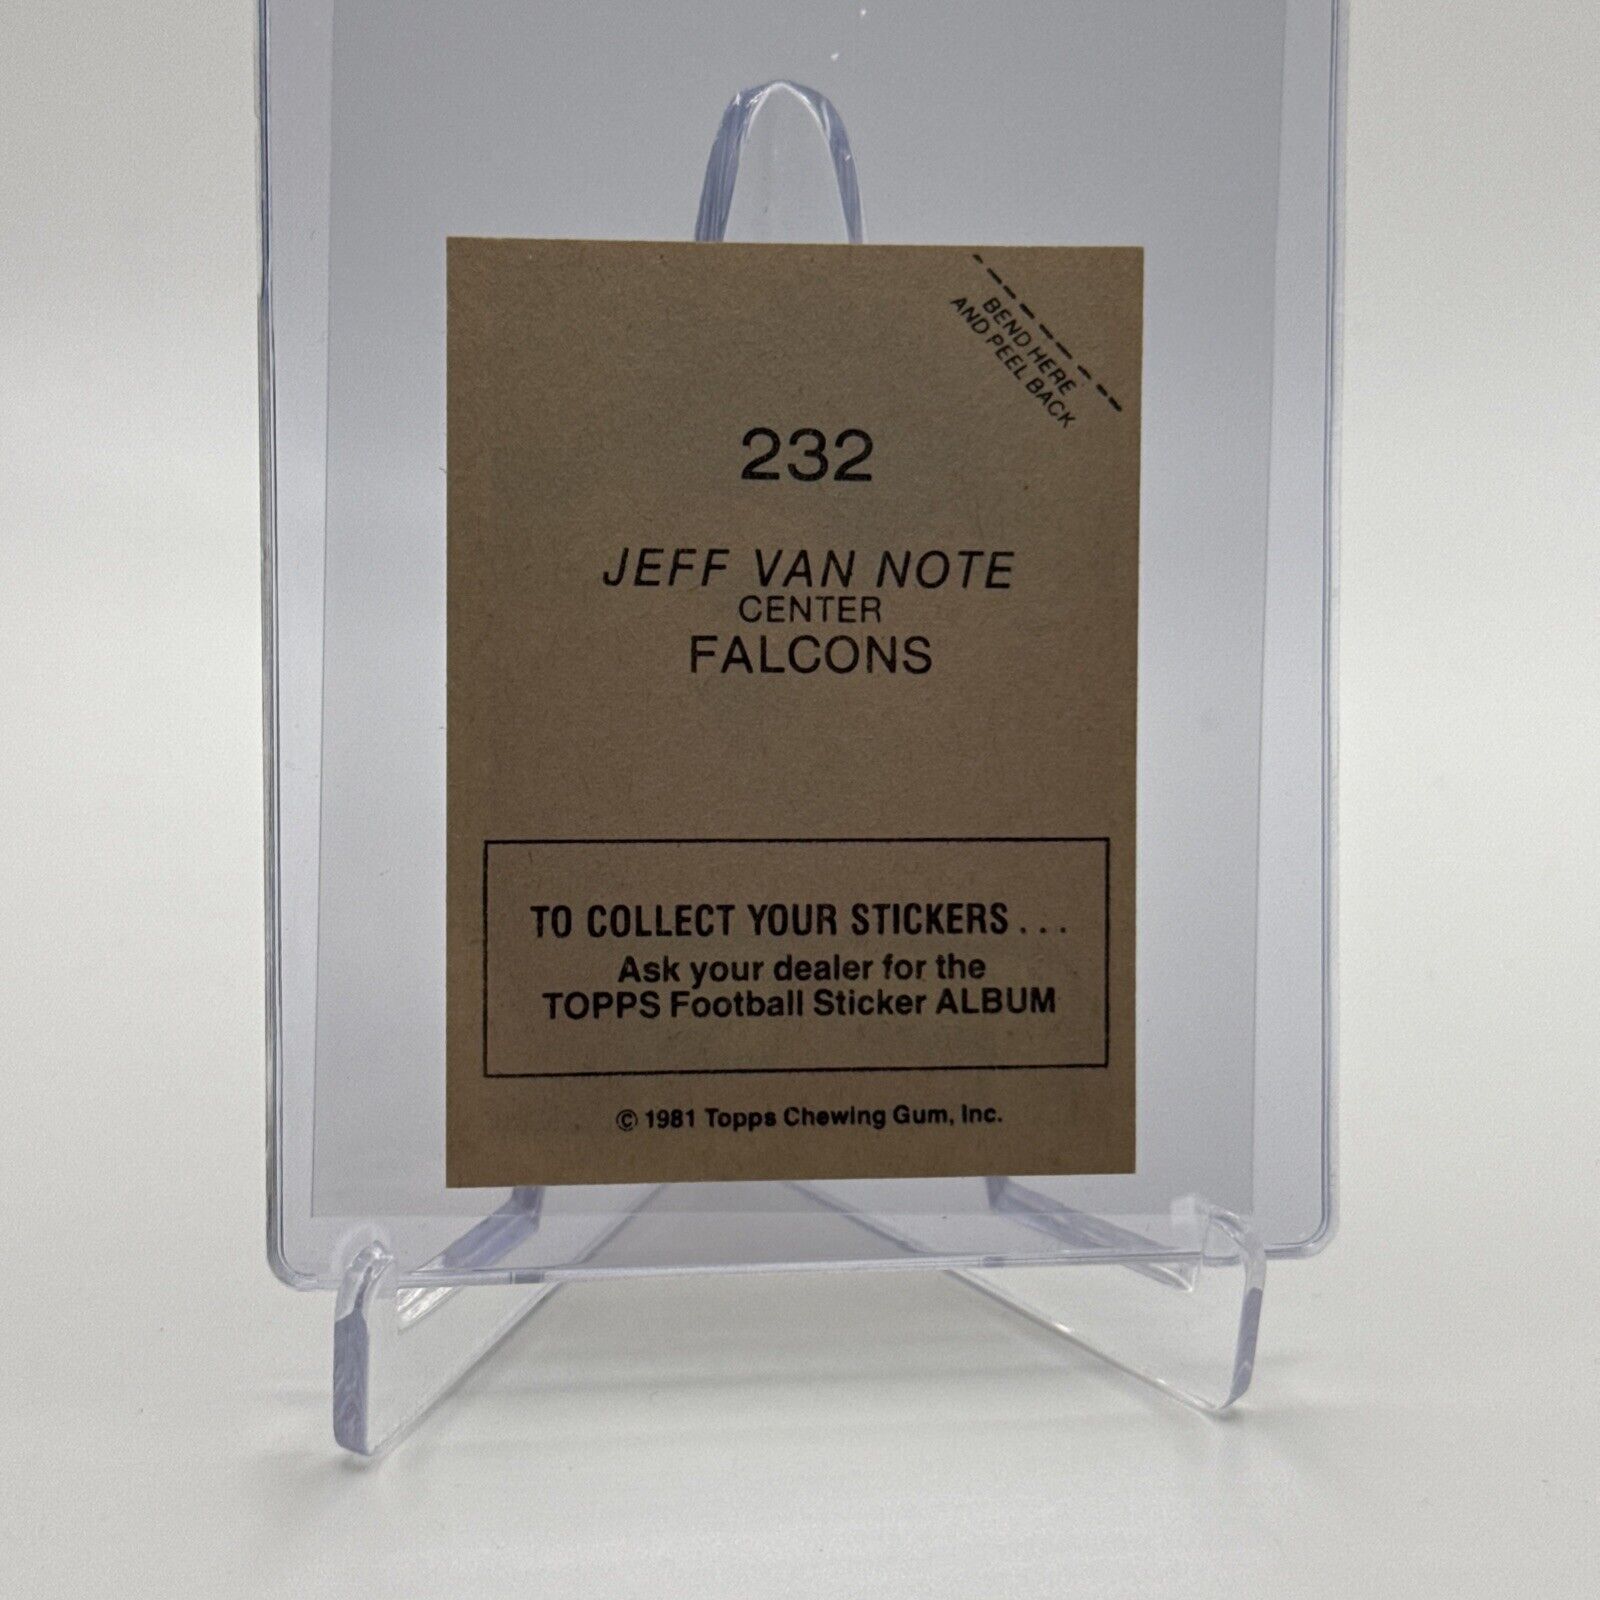 BEND HERE
AND PEEL BACK
232
JEFF VAN NOTE
CENTER
FALCONS
TO COLLECT YOUR STICKERS...
Ask your dealer for the
TOPPS Football Sticker ALBUM
© 1981 Topps Chewing Gum, Inc.